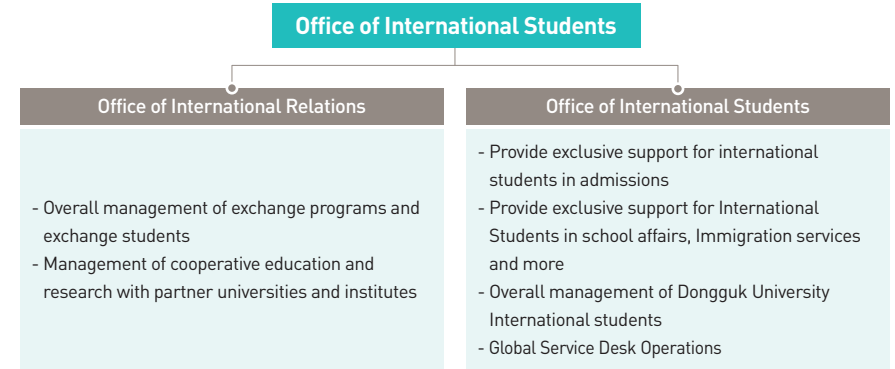 Office of International Students
Office of International Relations
- Overall management of exchange programs and
exchange students
- Management of cooperative education and
research with partner universities and institutes
Office of International Students
- Provide exclusive support for international
students in admissions
- Provide exclusive support for International
Students in school affairs, Immigration services
and more
- Overall management of Dongguk University
International students
- Global Service Desk Operations